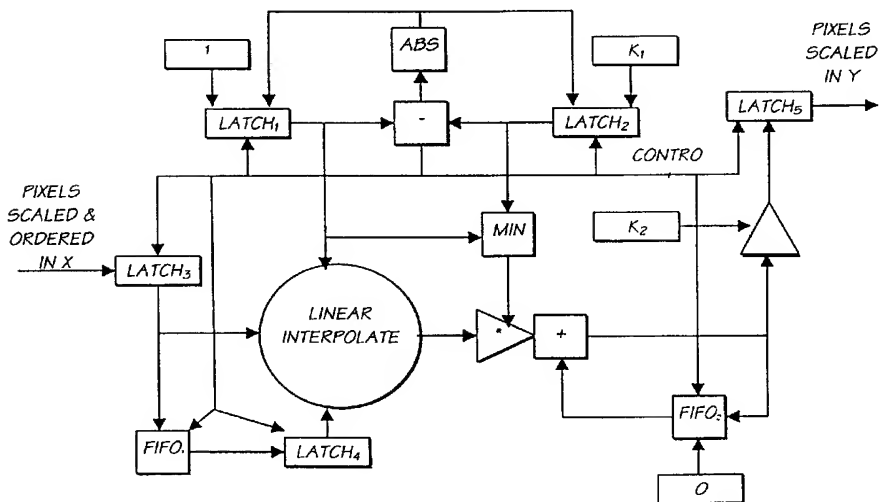 1
ABS
K₁
PIXELS
SCALED
IN Y
LATCH₁
-
LATCH₂
LATCH₅
CONTRO
PIXELS
SCALED &
ORDERED
IN X
MIN
K₂
LATCH₃
LINEAR
INTERPOLATE
*
+
FIFO.
LATCH₄
FIFO₂
0